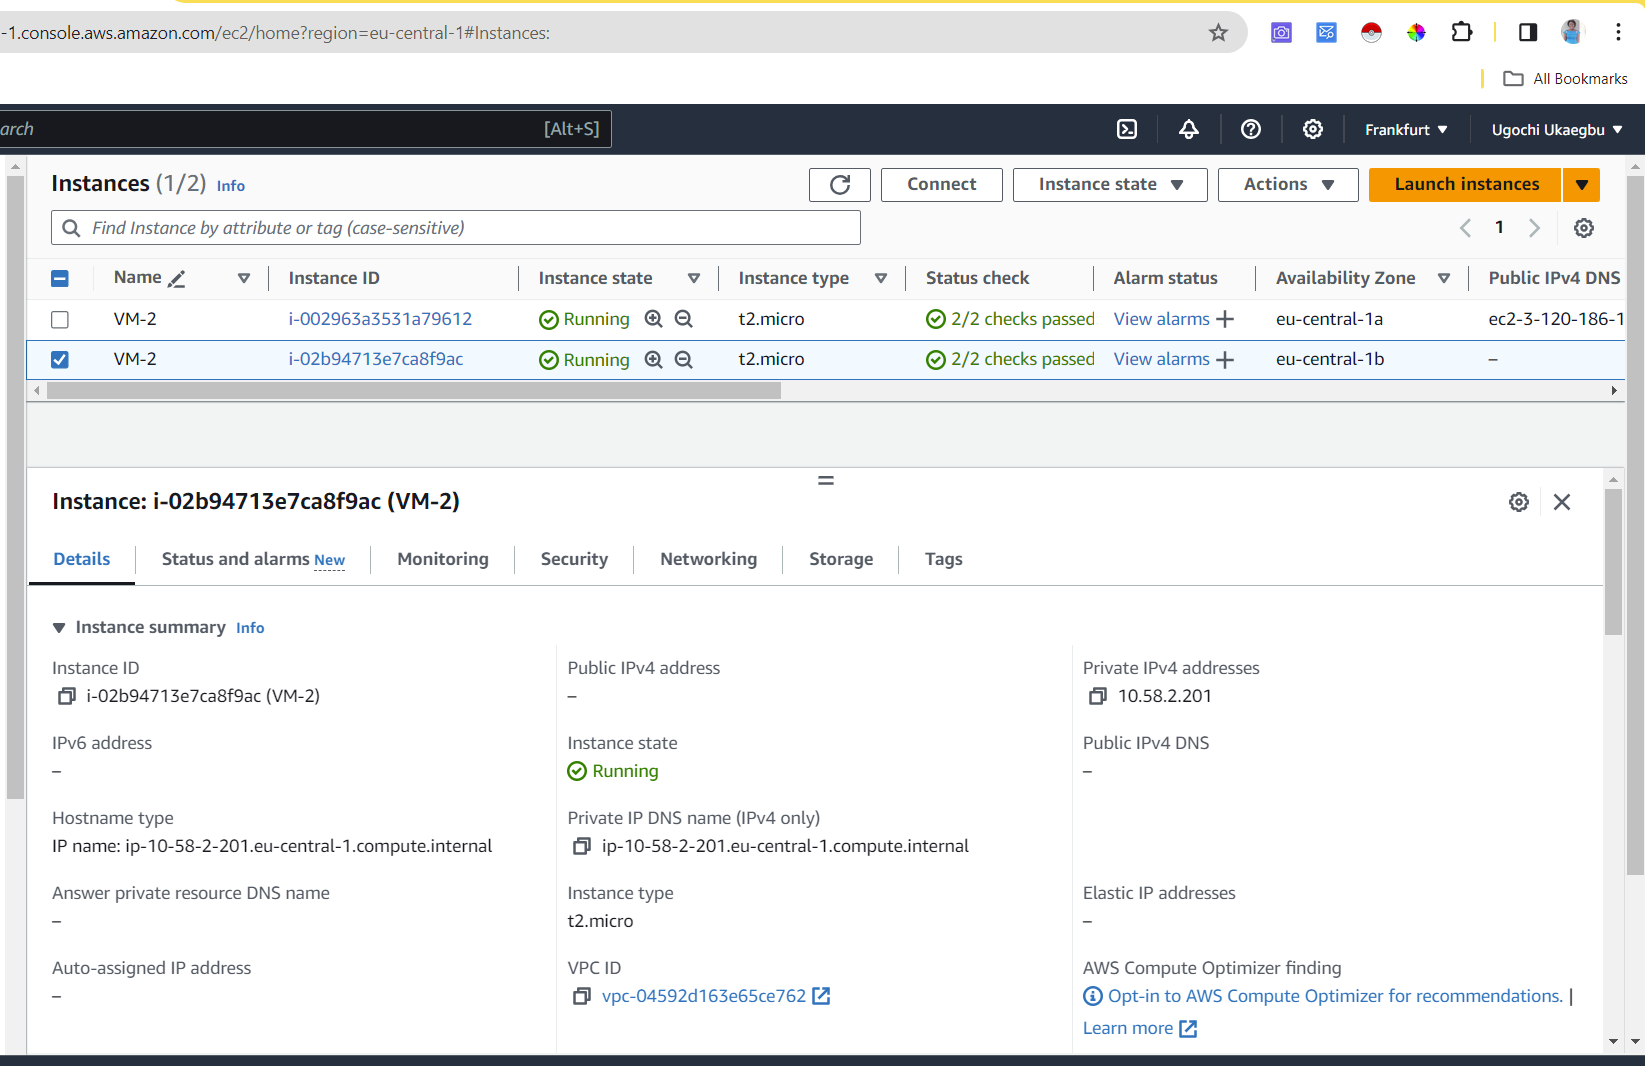 -1.console.aws.amazon.com/ec2/home?region=eu-central-1#Instances:
All Bookmarks
arch [Alt+S] Frankfurt ▼ Ugochi Ukaegbu ▼
Instances (1/2) Info Connect Instance state ▼ Actions ▼ Launch instances ▼
Find Instance by attribute or tag (case-sensitive) 1
Name Instance ID Instance state Instance type Status check Alarm status Availability Zone Public IPv4 DNS
VM-2 i-002963a3531a79612 Running t2.micro 2/2 checks passed View alarms + eu-central-1a ec2-3-120-186-1
VM-2 i-02b94713e7ca8f9ac Running t2.micro 2/2 checks passed View alarms + eu-central-1b –
Instance: i-02b94713e7ca8f9ac (VM-2)
Details Status and alarms New Monitoring Security Networking Storage Tags
▼ Instance summary Info
Instance ID Public IPv4 address Private IPv4 addresses
i-02b94713e7ca8f9ac (VM-2) – 10.58.2.201
IPv6 address Instance state Public IPv4 DNS
– Running –
Hostname type Private IP DNS name (IPv4 only)
IP name: ip-10-58-2-201.eu-central-1.compute.internal ip-10-58-2-201.eu-central-1.compute.internal
Answer private resource DNS name Instance type Elastic IP addresses
– t2.micro –
Auto-assigned IP address VPC ID AWS Compute Optimizer finding
– vpc-04592d163e65ce762 Opt-in to AWS Compute Optimizer for recommendations. |
Learn more